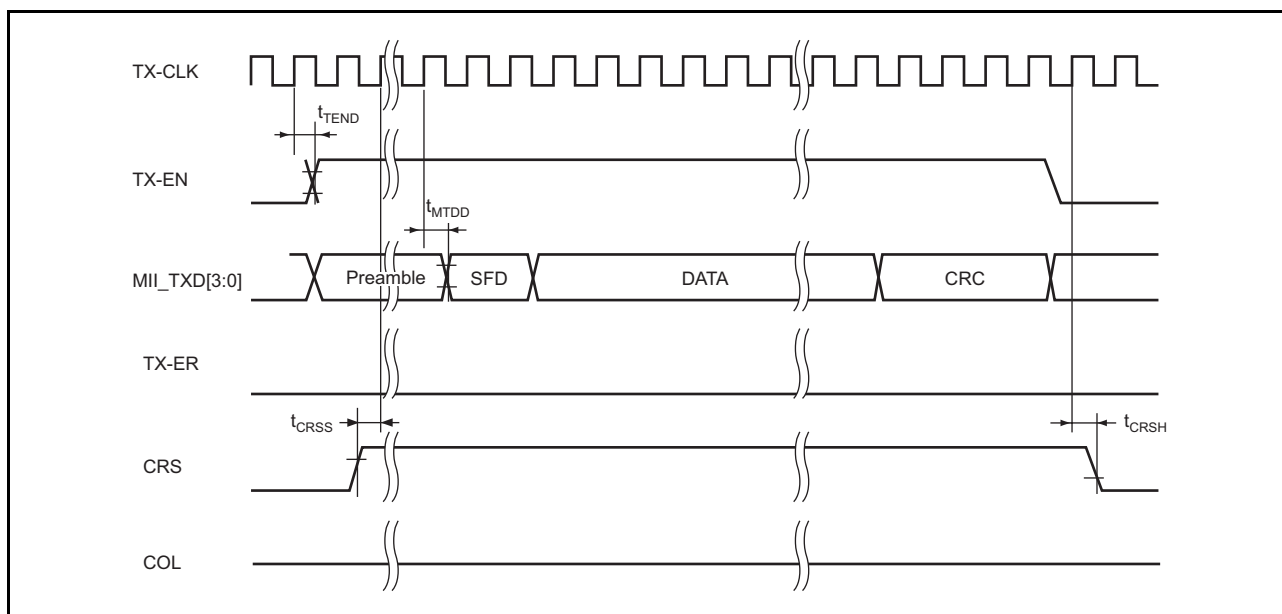 TX-CLK
tTEND
TX-EN
tMTDD
MII_TXD[3:0]
Preamble
SFD
DATA
CRC
TX-ER
tCRSS
tCRSH
CRS
COL